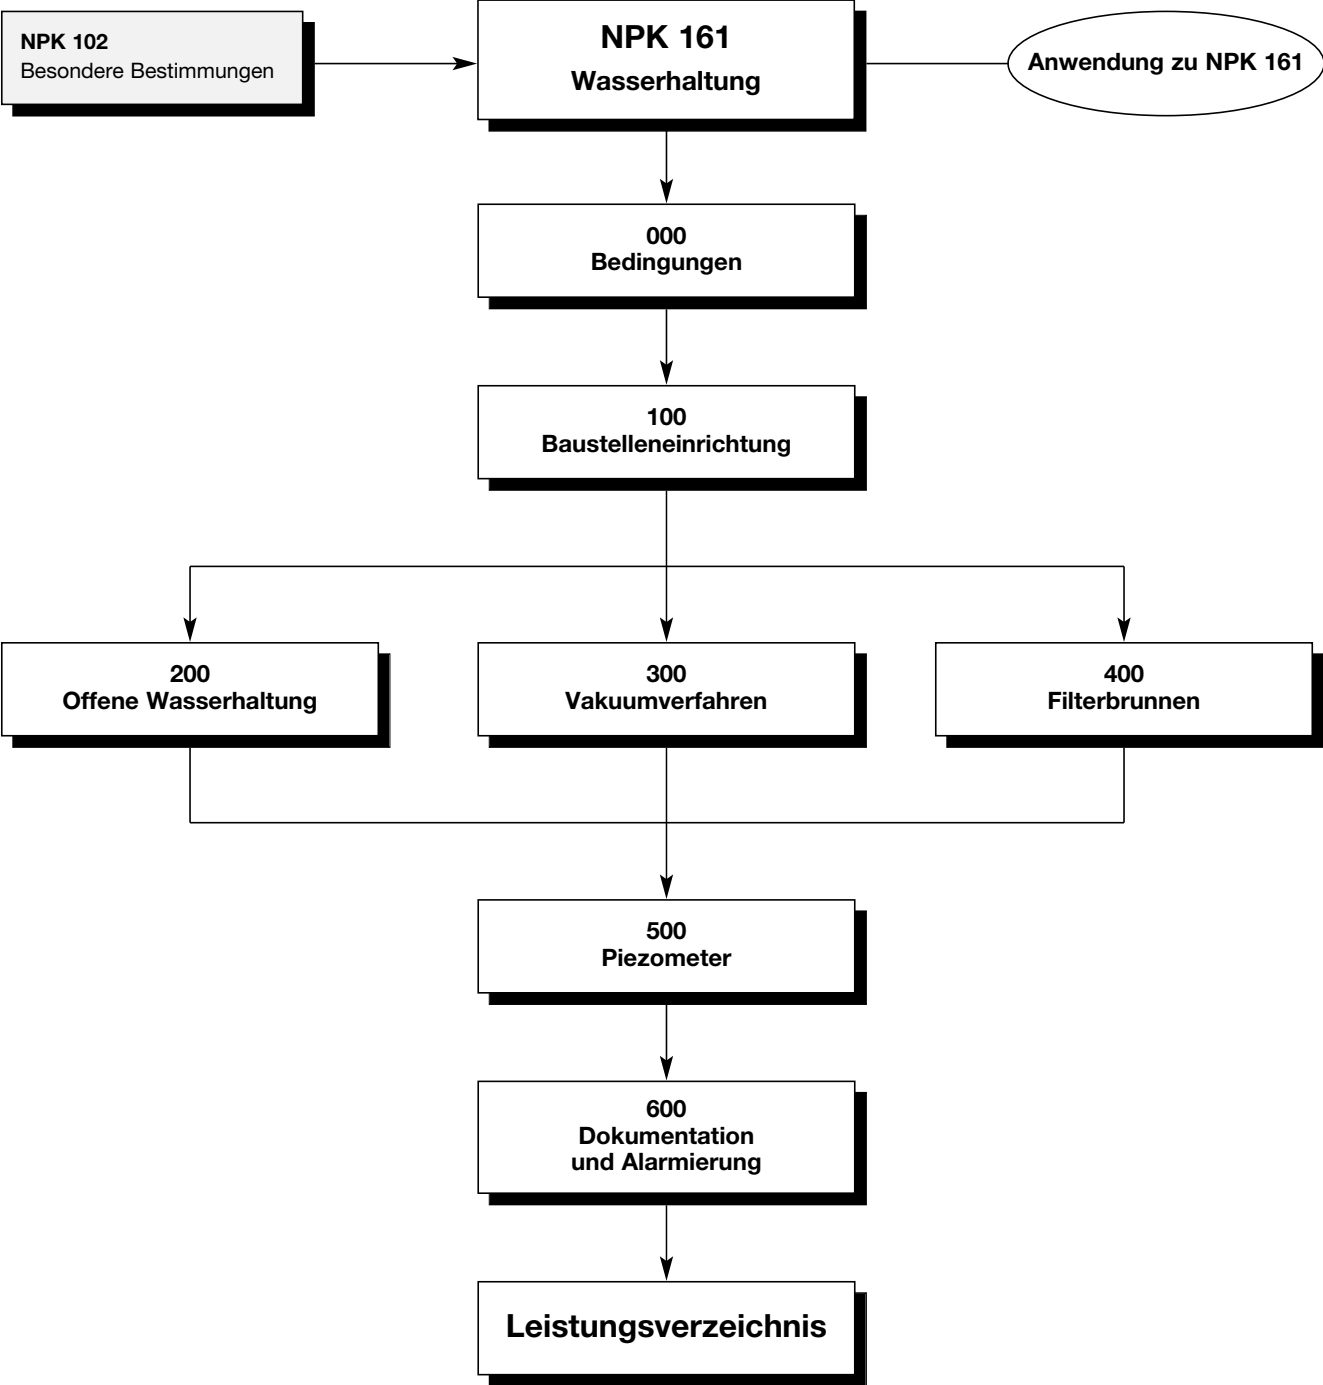 NPK 102
Besondere Bestimmungen
NPK 161
Wasserhaltung
Anwendung zu NPK 161
000
Bedingungen
100
Baustelleneinrichtung
200
Offene Wasserhaltung
300
Vakuumverfahren
400
Filterbrunnen
500
Piezometer
600
Dokumentation
und Alarmierung
Leistungsverzeichnis